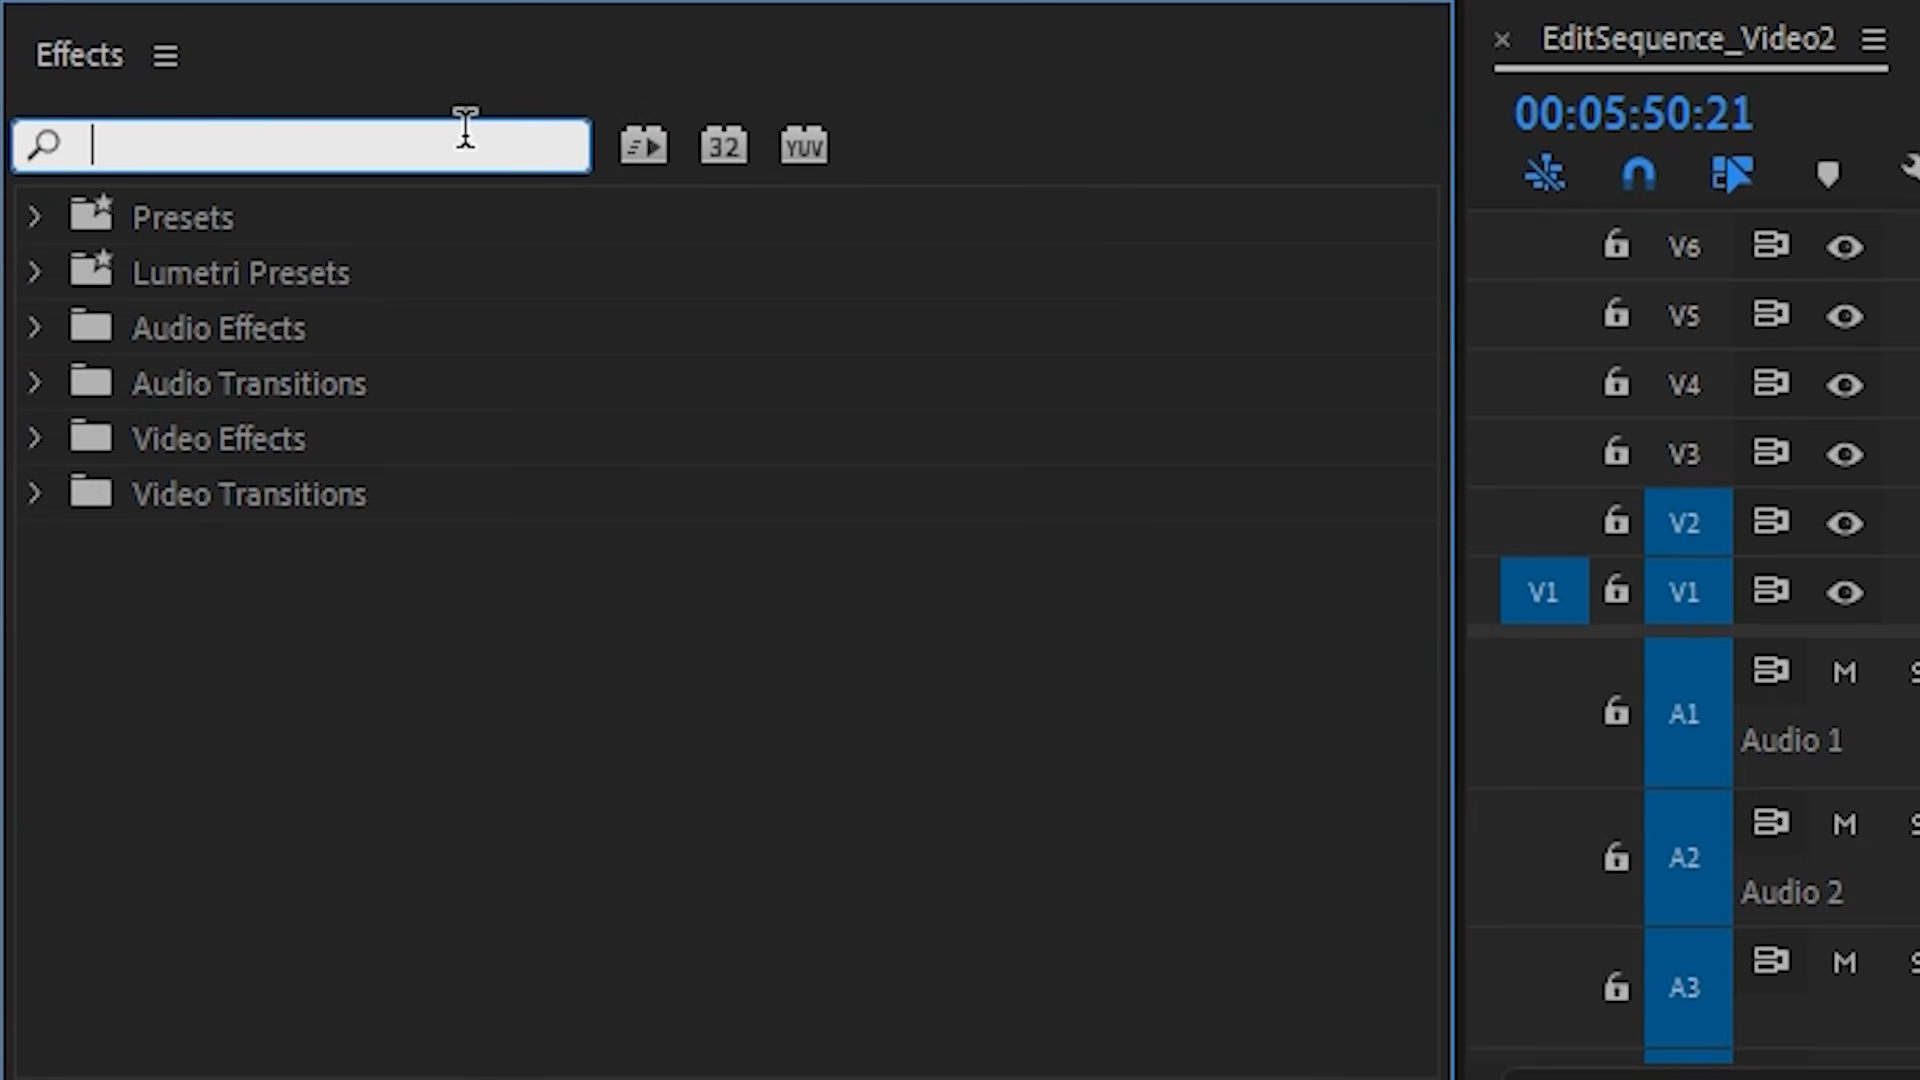 Effects
32
YUV
Presets
Lumetri Presets
Audio Effects
Audio Transitions
Video Effects
Video Transitions
EditSequence_Video2
00:05:50:21
V6
V5
V4
V3
V2
V1 V1
A1 M
Audio 1
A2 M
Audio 2
A3 M